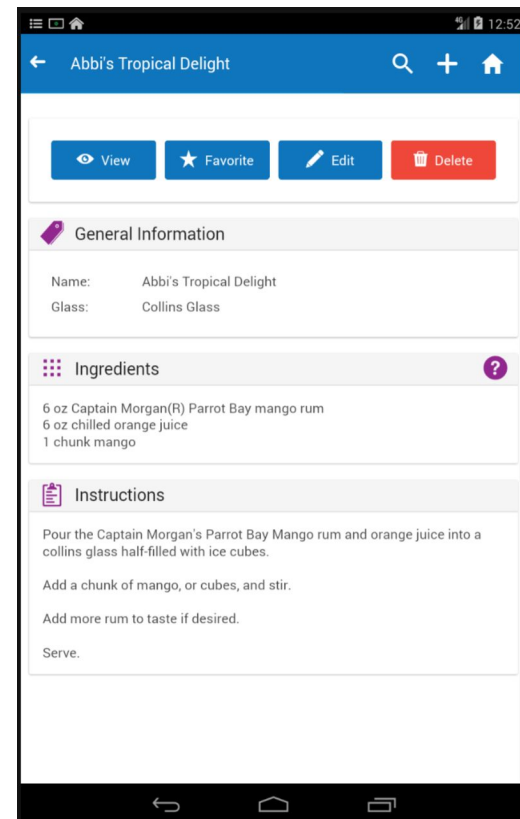 4G 12:52
Abbi's Tropical Delight
View Favorite Edit Delete
General Information
Name: Abbi's Tropical Delight
Glass: Collins Glass
Ingredients ?
6 oz Captain Morgan(R) Parrot Bay mango rum
6 oz chilled orange juice
1 chunk mango
Instructions
Pour the Captain Morgan's Parrot Bay Mango rum and orange juice into a
collins glass half-filled with ice cubes.
Add a chunk of mango, or cubes, and stir.
Add more rum to taste if desired.
Serve.